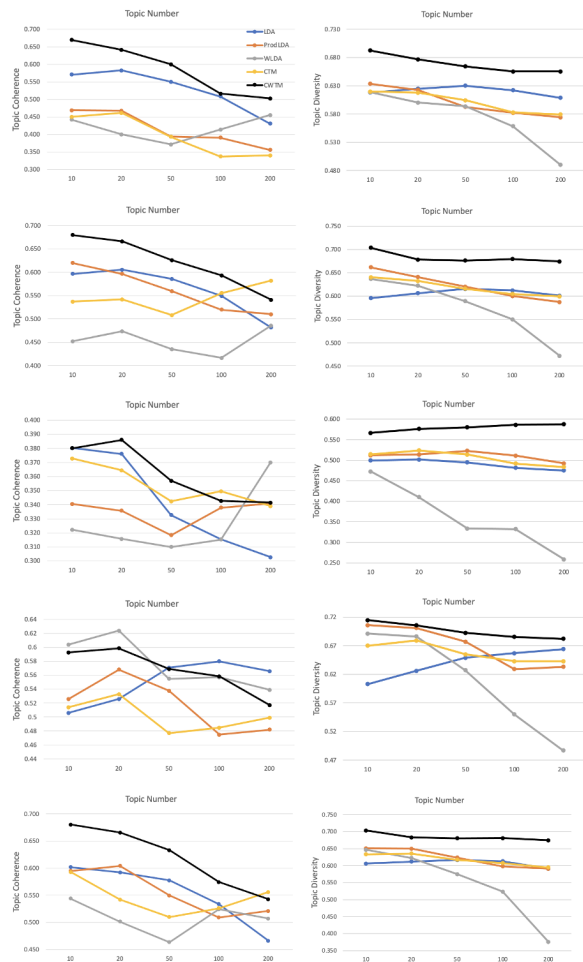 Topic Number
Topic Coherence
0.700
0.650
0.600
0.550
0.500
0.450
0.400
0.350
0.300
10 20 50 100 200
LDA
ProdLDA
WLDA
CTM
CWTM
Topic Number
Topic Diversity
0.730
0.680
0.630
0.580
0.530
0.480
10 20 50 100 200
Topic Number
Topic Coherence
0.700
0.650
0.600
0.550
0.500
0.450
0.400
10 20 50 100 200
Topic Number
Topic Diversity
0.750
0.700
0.650
0.600
0.550
0.500
0.450
10 20 50 100 200
Topic Number
Topic Coherence
0.400
0.390
0.380
0.370
0.360
0.350
0.340
0.330
0.320
0.310
0.300
10 20 50 100 200
Topic Number
Topic Diversity
0.600
0.550
0.500
0.450
0.400
0.350
0.300
0.250
10 20 50 100 200
Topic Number
Topic Coherence
0.64
0.62
0.6
0.58
0.56
0.54
0.52
0.5
0.48
0.46
0.44
10 20 50 100 200
Topic Number
Topic Diversity
0.72
0.67
0.62
0.57
0.52
0.47
10 20 50 100 200
Topic Number
Topic Coherence
0.700
0.650
0.600
0.550
0.500
0.450
10 20 50 100 200
Topic Number
Topic Diversity
0.750
0.700
0.650
0.600
0.550
0.500
0.450
0.400
0.350
10 20 50 100 200